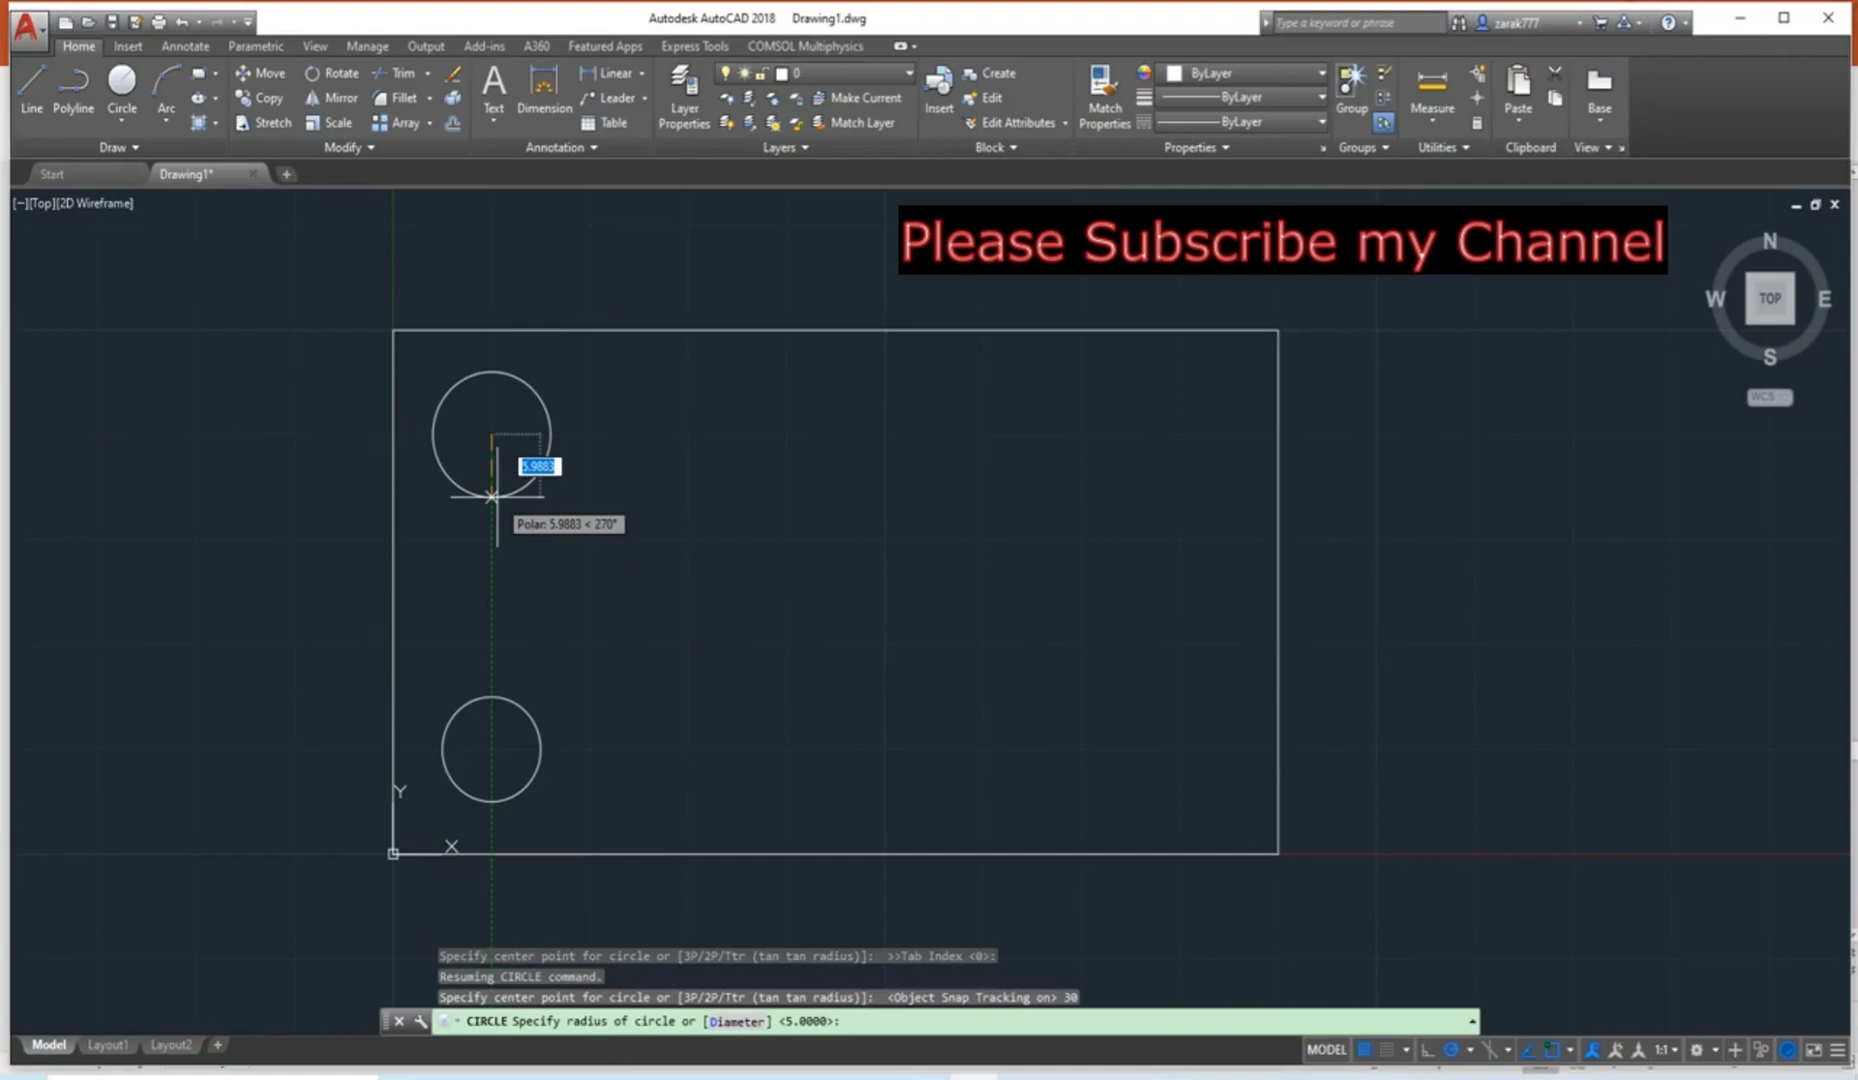 Autodesk AutoCAD 2018 Drawing1.dwg
Type a keyword or phrase
zarak777
Home Insert Annotate Parametric View Manage Output Add-ins A360 Featured Apps Express Tools COMSOL Multiphysics
Line Polyline Circle Arc
Move Rotate Trim
Copy Mirror Fillet
Stretch Scale Array
Text Dimension
Linear
Leader
Table
Layer Properties
0
Make Current
Match Layer
Insert
Create
Edit
Edit Attributes
Match Properties
ByLayer
ByLayer
ByLayer
Group
Measure
Paste
Base
Draw Modify Annotation Layers Block Properties Groups Utilities Clipboard View
Start Drawing1*
[−][Top][2D Wireframe]
Please Subscribe my Channel
N
W TOP E
S
WCS
5.9883
Polar: 5.9883 < 270°
Y
X
Specify center point for circle or [3P/2P/Ttr (tan tan radius)]: >>Tab Index <0>:
Resuming CIRCLE command.
Specify center point for circle or [3P/2P/Ttr (tan tan radius)]: <Object Snap Tracking on> 30
CIRCLE Specify radius of circle or [Diameter] <5.0000>:
Model Layout1 Layout2
MODEL 1:1